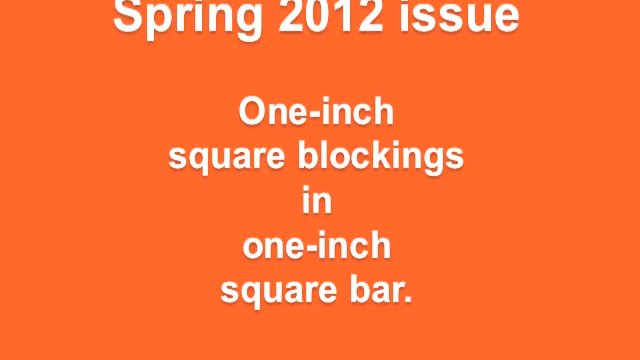 Spring 2012 issue
One-inch
square blockings
in
one-inch
square bar.